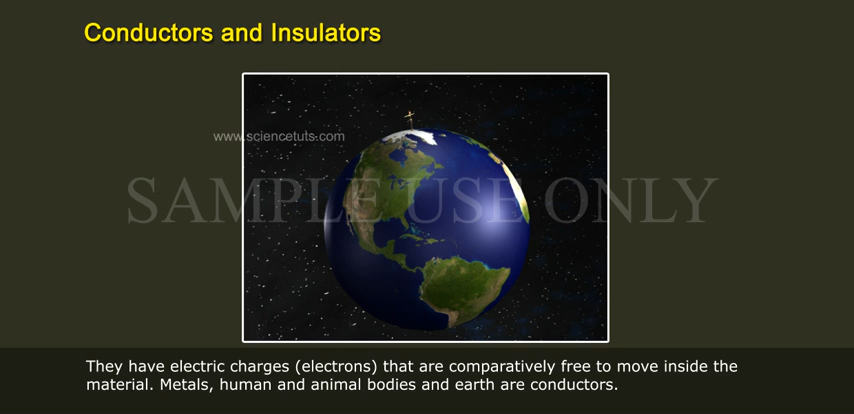 Conductors and Insulators
www.sciencetuts.com
SAMPLE USE ONLY
They have electric charges (electrons) that are comparatively free to move inside the
material. Metals, human and animal bodies and earth are conductors.